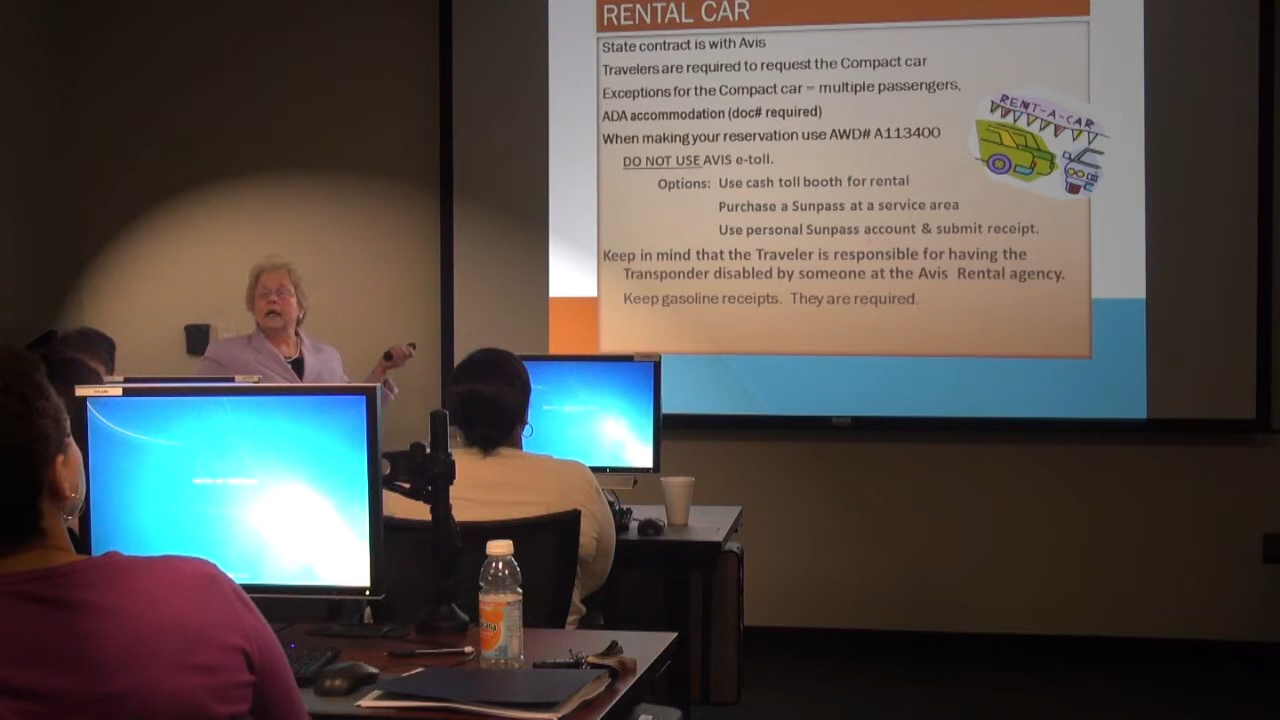 RENTAL CAR
State contract is with Avis
Travelers are required to request the Compact car
Exceptions for the Compact car = multiple passengers,
ADA accommodation (doc# required)
When making your reservation use AWD# A113400
DO NOT USE AVIS e-toll.
Options: Use cash toll booth for rental
Purchase a Sunpass at a service area
Use personal Sunpass account & submit receipt.
Keep in mind that the Traveler is responsible for having the
Transponder disabled by someone at the Avis Rental agency.
Keep gasoline receipts. They are required.
RENT-A-CAR